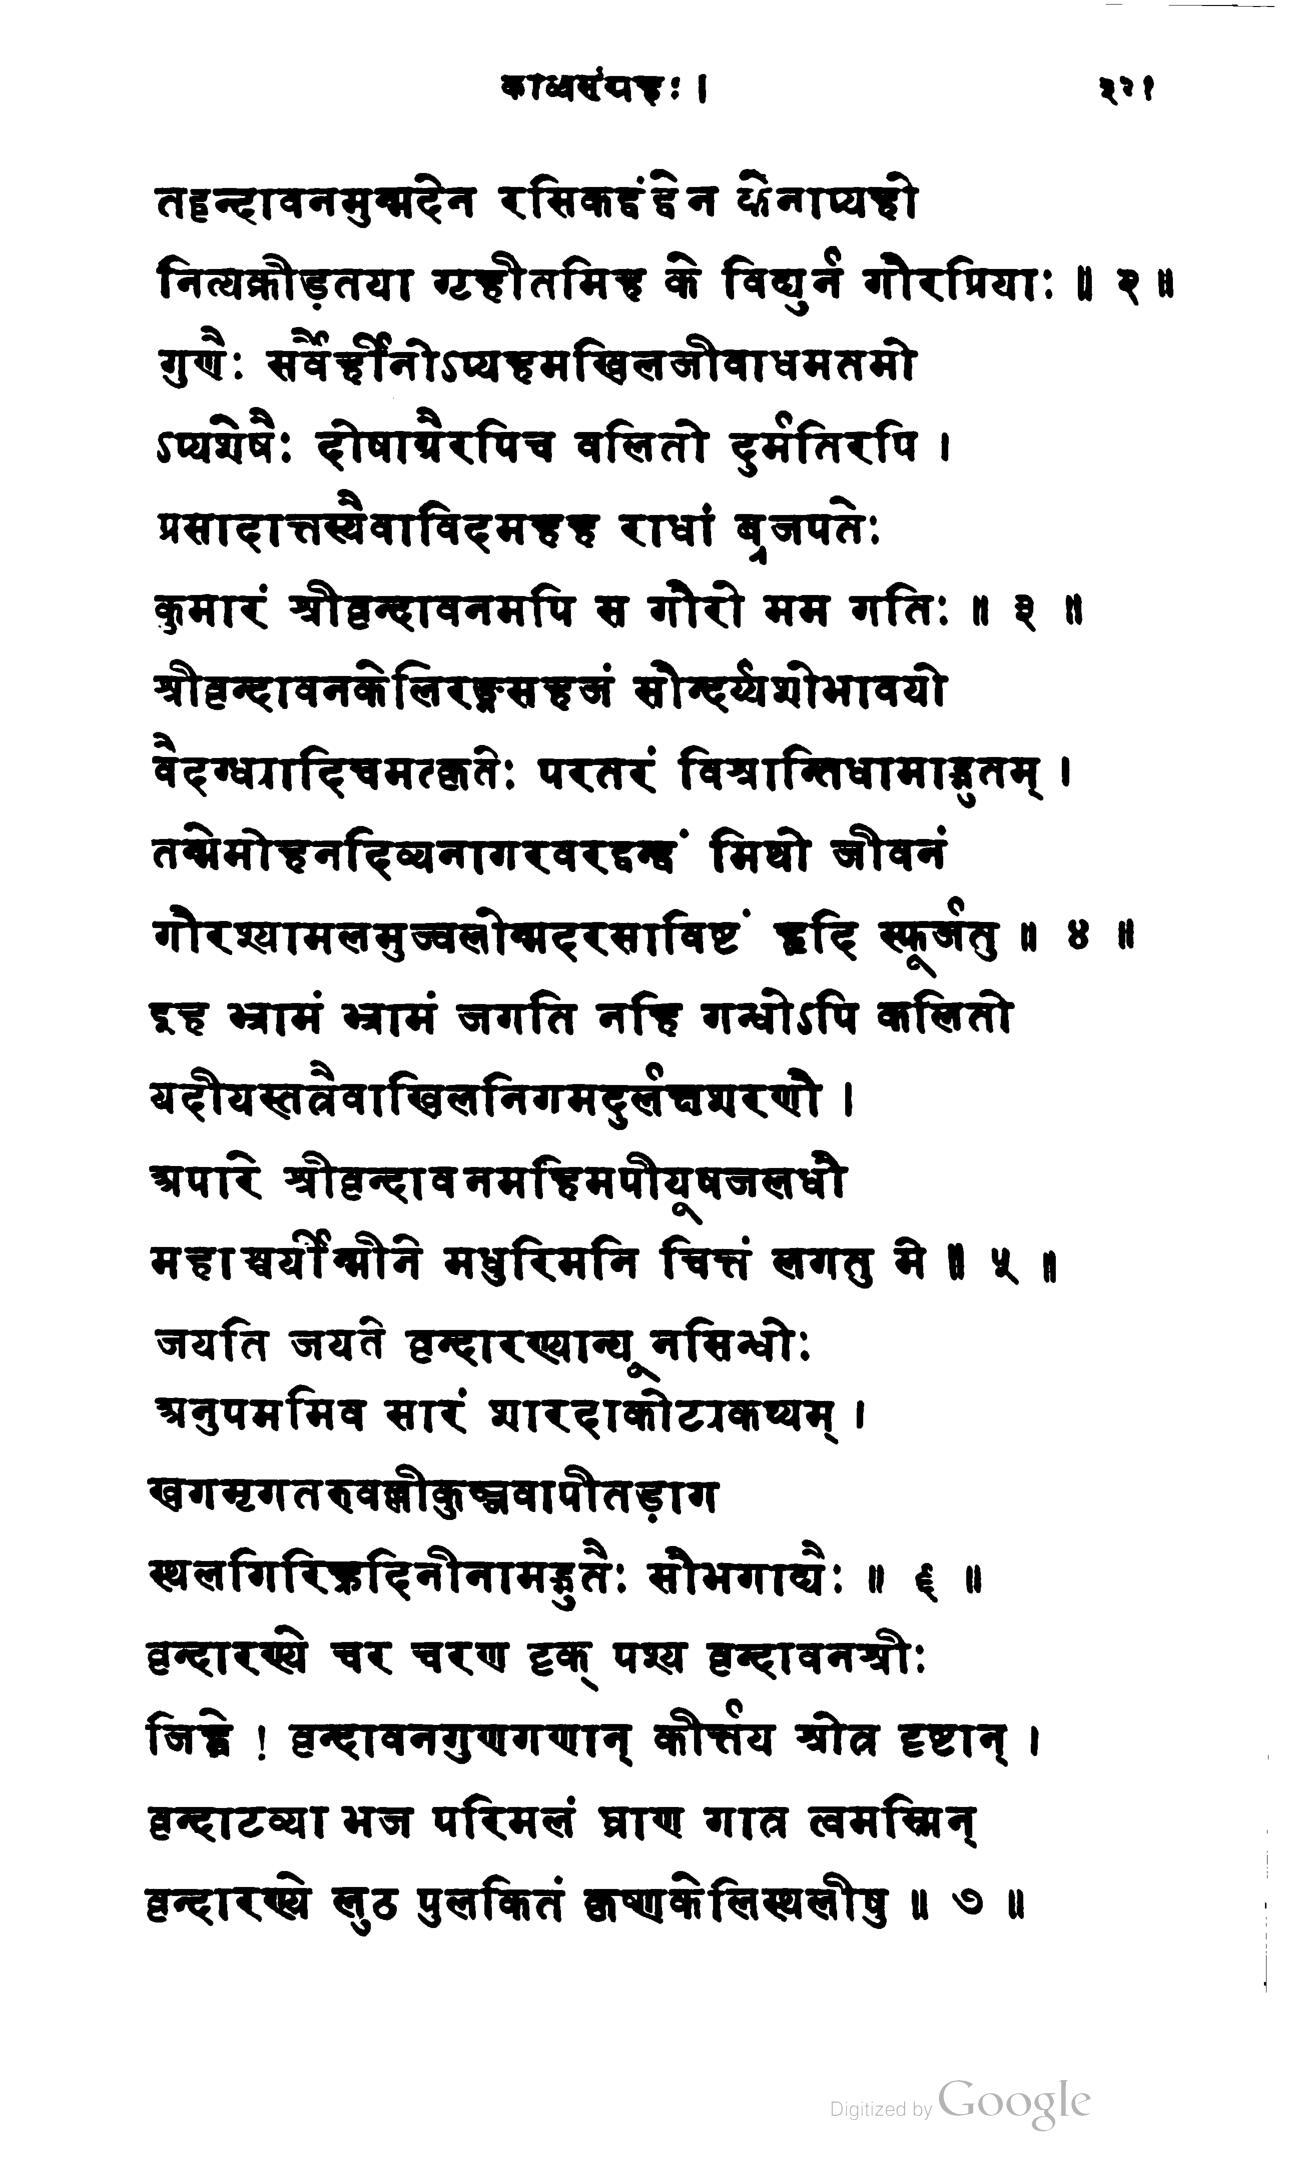 काव्यसंग्रहः । ३२१
तद्वृन्दावनमुन्मदेन रसिकद्वंद्वेन केनाप्यहो
नित्यक्रीड़तया गृहीतमिह के विद्युर्न गौरप्रियाः ॥ २ ॥
गुणैः सर्वैर्हीनोऽप्यहमखिलजीवाधमतमो
ऽप्यशेषैः दोषाग्रैरपिच वलितो दुर्मतिरपि ।
प्रसादात्तस्यैवाविदमहह राधां ब्रजपतेः
कुमारं श्रीवृन्दावनमपि स गौरो मम गतिः ॥ ३ ॥
श्रीवृन्दावनकेलिरङ्गसहजं सौन्दर्य्यशोभावयो
वैदग्ध्यादिचमत्कृतेः परतरं विश्रान्तिधामाद्भुतम् ।
तन्मेमोहनदिव्यनागरवरद्वन्द्वं मिथो जीवनं
गौरश्यामलमुज्वलोन्मदरसाविष्टं हृदि स्फूर्जतु ॥ ४ ॥
इह भ्रामं भ्रामं जगति नहि गन्धोऽपि कलितो
यदीयस्तत्रैवाखिलनिगमदुर्लक्ष्यशरणौ ।
अपारे श्रीवृन्दावनमहिमपीयूषजलधौ
महाश्चर्योन्मीने मधुरिमनि चित्तं लगतु मे ॥ ५ ॥
जयति जयते वृन्दारण्यान्यूनसिन्धोः
अनुपममिव सारं शारदाकोट्यकथ्यम् ।
खगमृगतरुवल्लीकुञ्जवापीतड़ाग
स्थलगिरिह्रदिनीनामद्भुतैः सौभगाद्यैः ॥ ६ ॥
वृन्दारण्ये चर चरण दृक् पश्य वृन्दावनश्रीः
जिह्वे ! वृन्दावनगुणगणान् कीर्त्तय श्रोत्र दृष्टान् ।
वृन्दाटव्या भज परिमलं घ्राण गात्र त्वमस्मिन्
वृन्दारण्ये लुठ पुलकितं कृष्णकेलिस्थलीषु ॥ ७ ॥
Digitized by Google